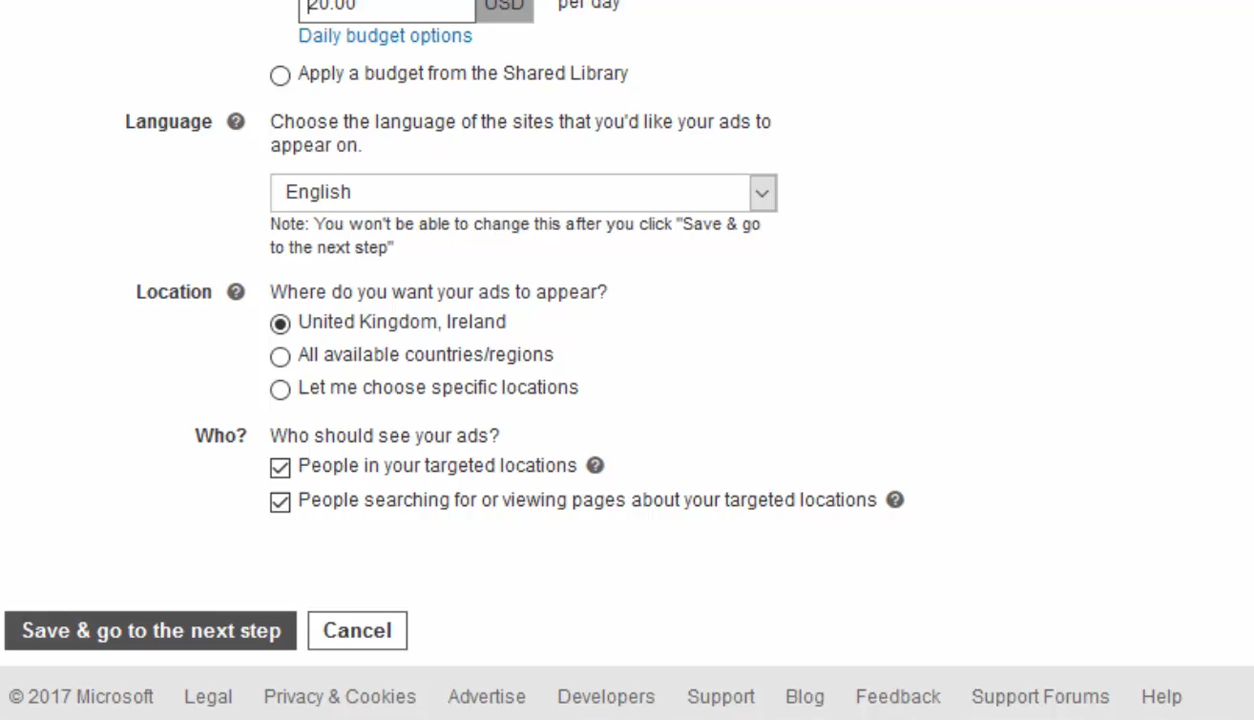 20.00 USD per day
Daily budget options
Apply a budget from the Shared Library
Language Choose the language of the sites that you'd like your ads to
appear on.
English
Note: You won't be able to change this after you click "Save & go
to the next step"
Location Where do you want your ads to appear?
United Kingdom, Ireland
All available countries/regions
Let me choose specific locations
Who? Who should see your ads?
People in your targeted locations
People searching for or viewing pages about your targeted locations
Save & go to the next step Cancel
© 2017 Microsoft Legal Privacy & Cookies Advertise Developers Support Blog Feedback Support Forums Help